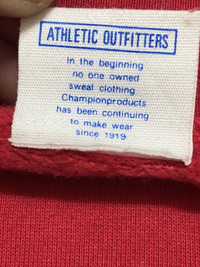 ATHLETIC OUTFITTERS
In the beginning
no one owned
sweat clothing
Championproducts
has been continuing
to make wear
since 1919